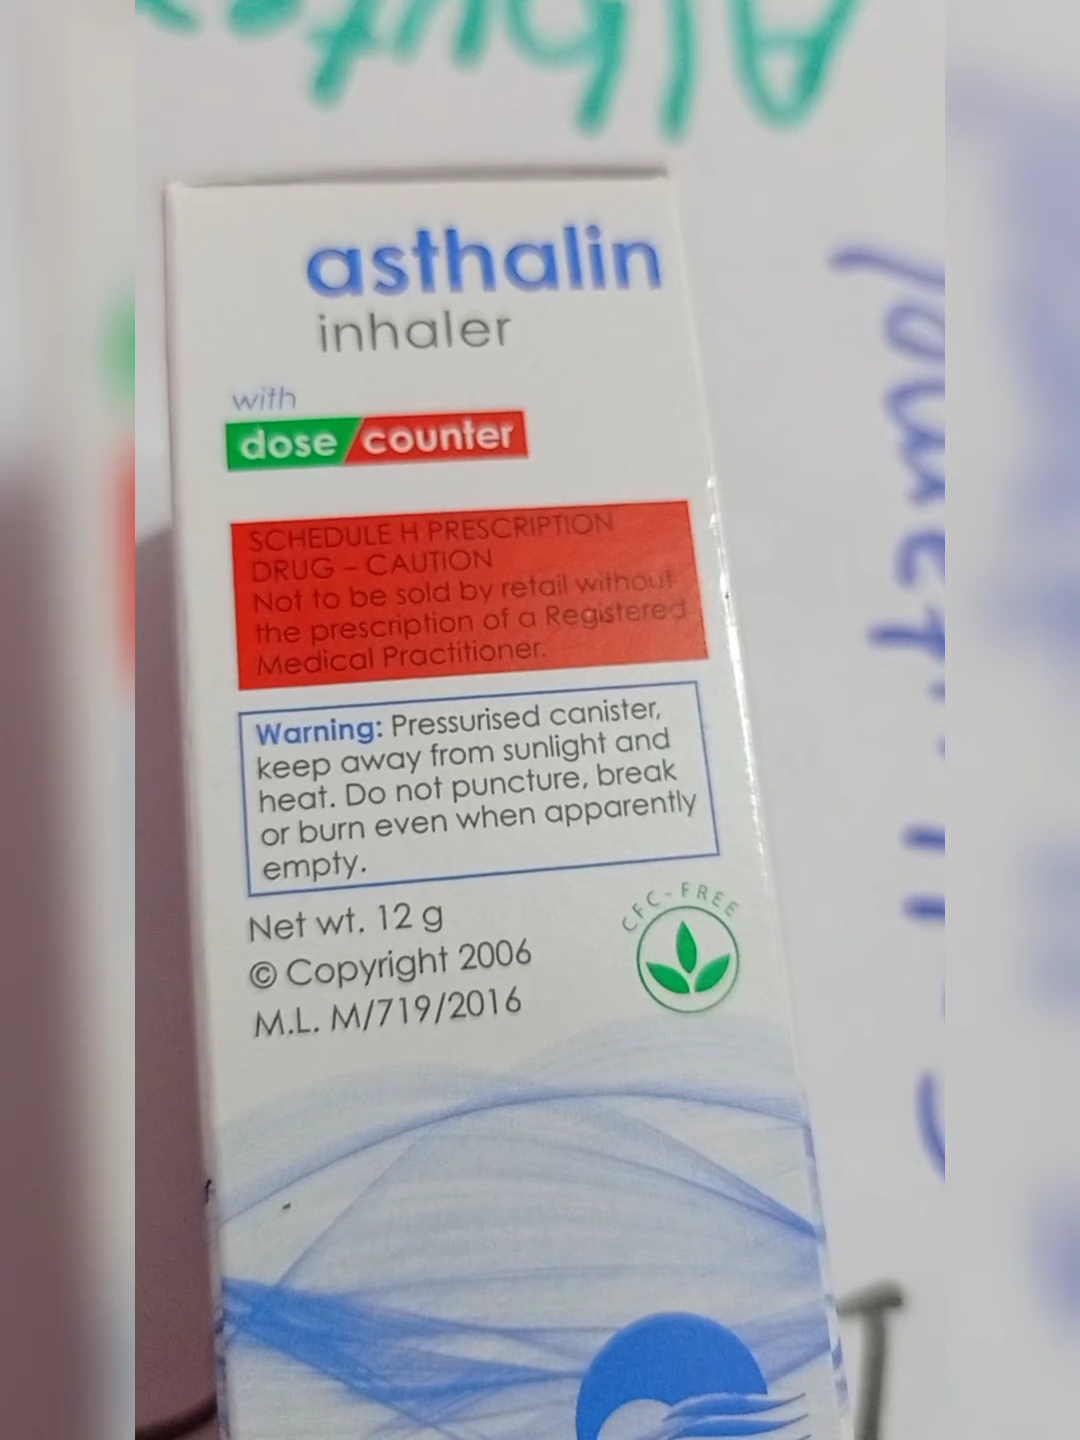 asthalin
inhaler
with
dose counter
SCHEDULE H PRESCRIPTION
DRUG – CAUTION
Not to be sold by retail without
the prescription of a Registered
Medical Practitioner.
Warning: Pressurised canister,
keep away from sunlight and
heat. Do not puncture, break
or burn even when apparently
empty.
CFC-FREE
Net wt. 12 g
© Copyright 2006
M.L. M/719/2016